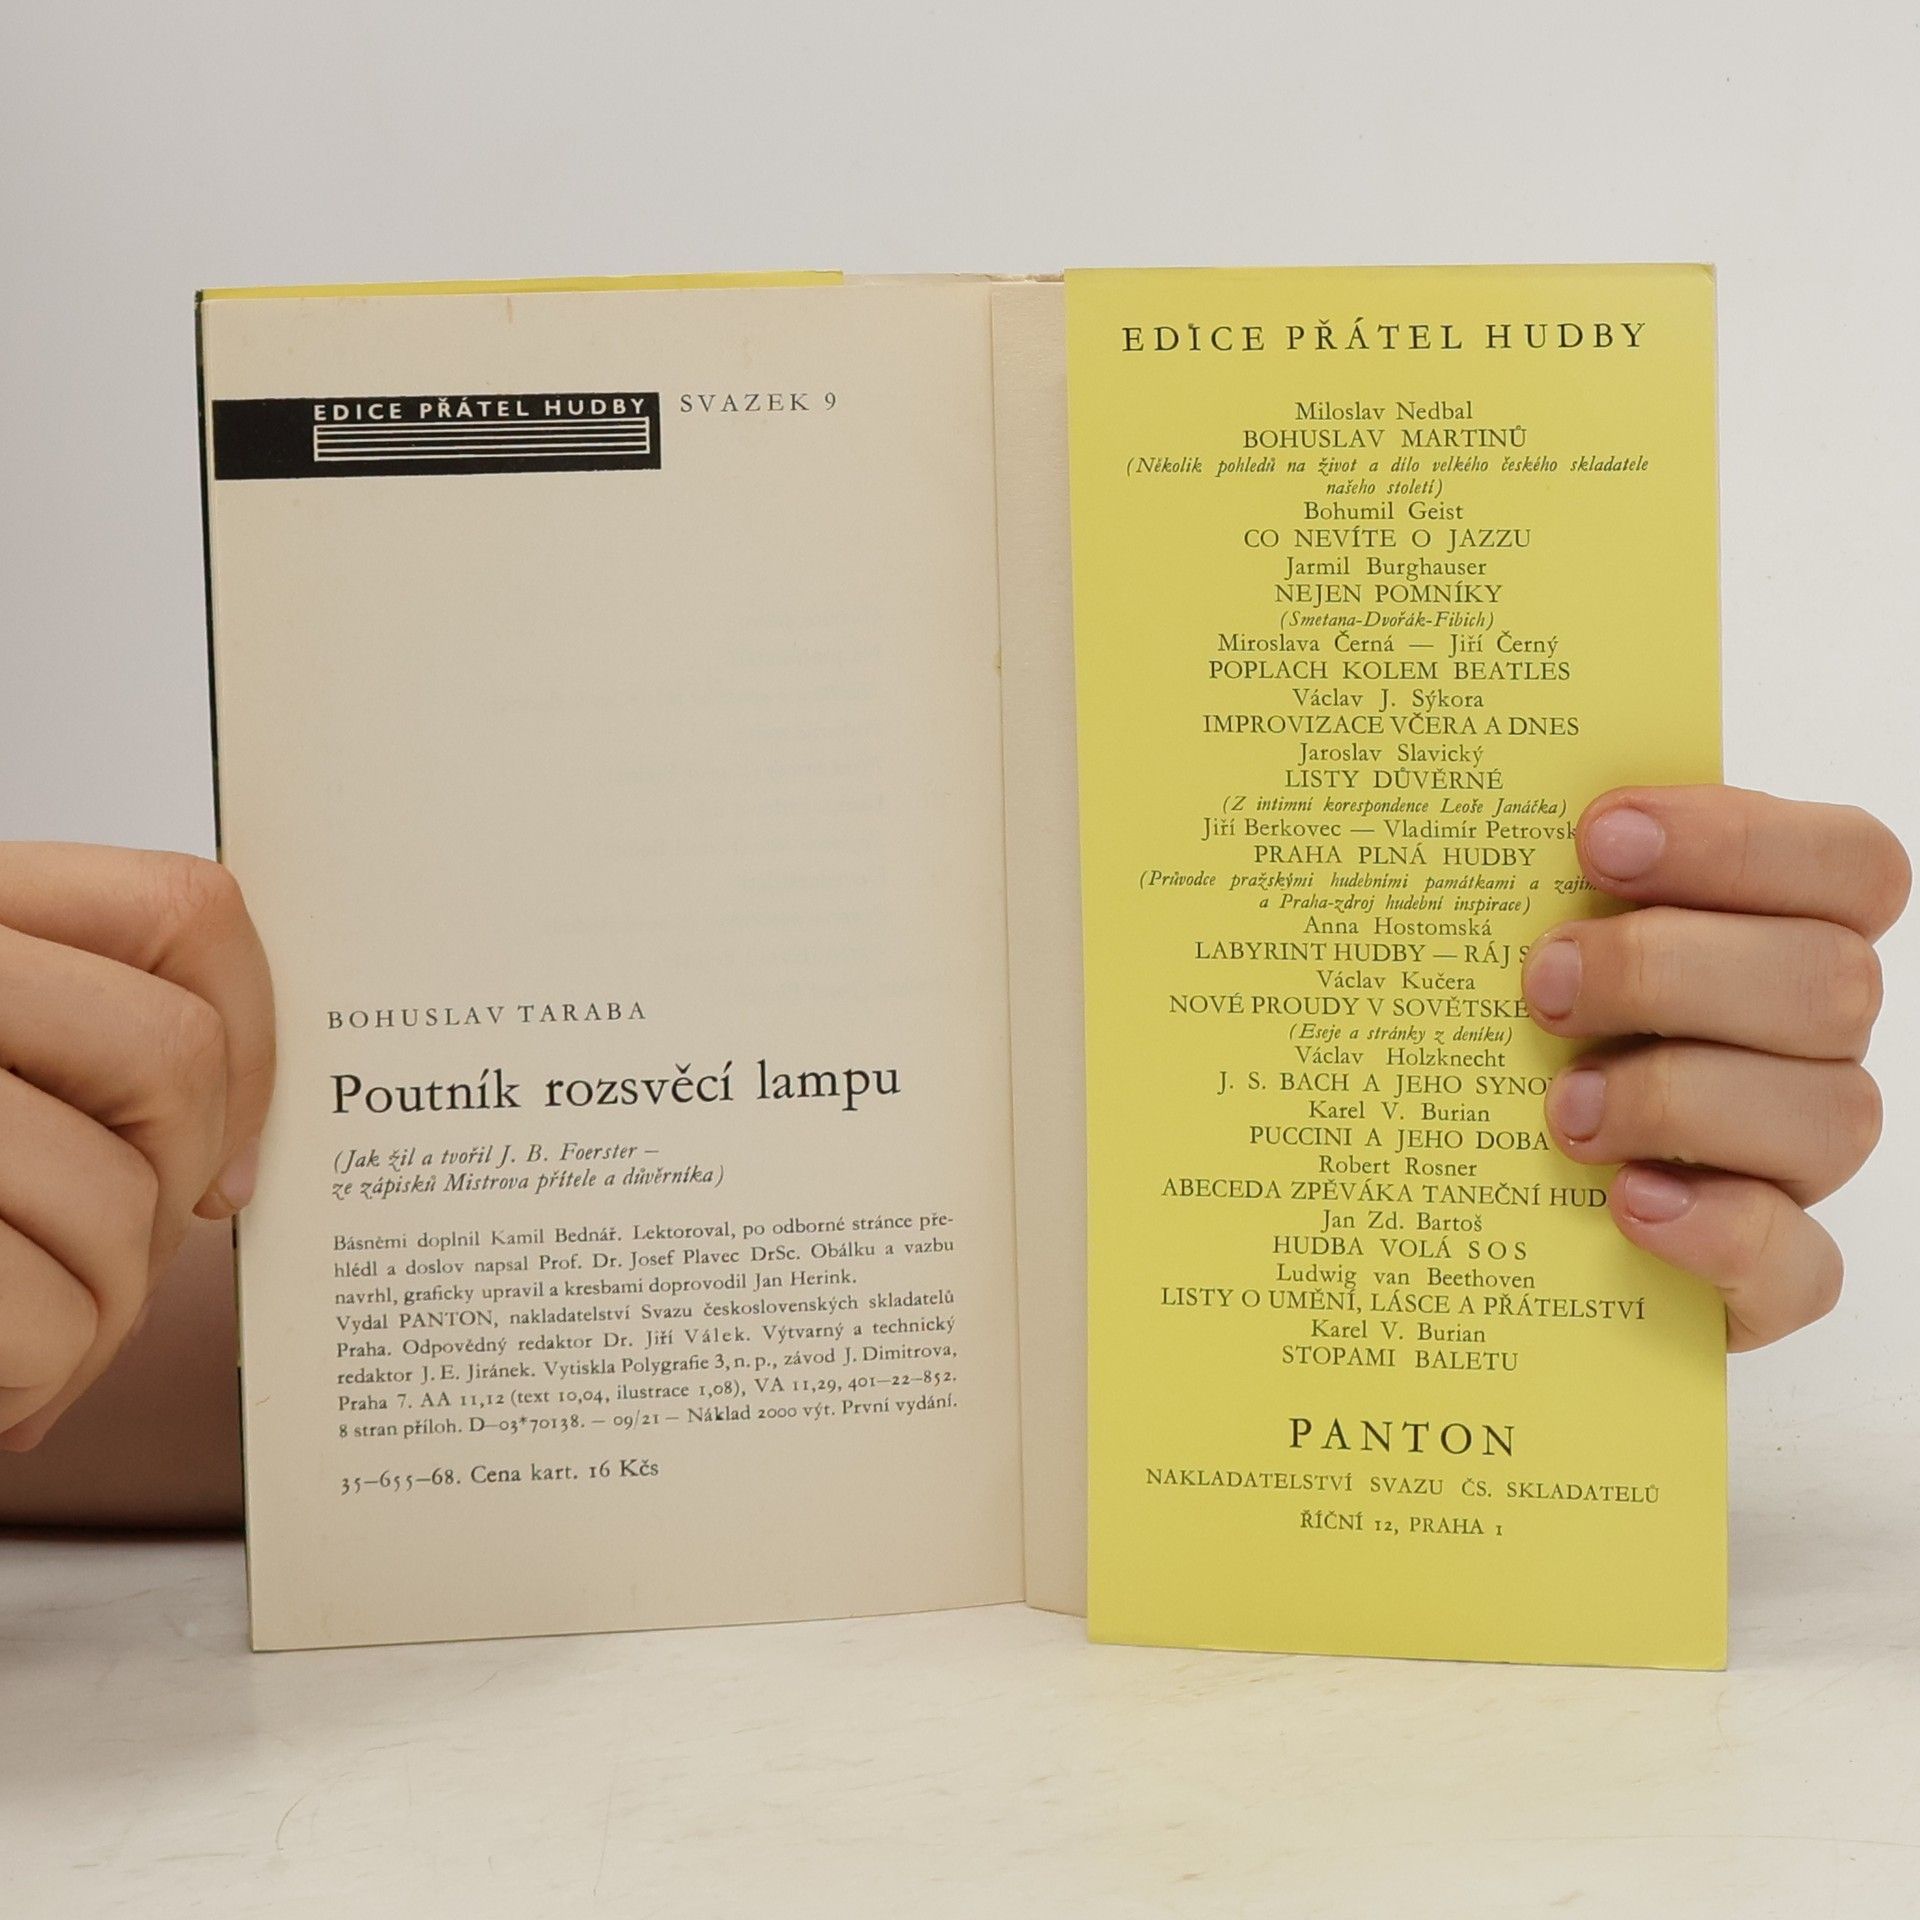 EDICE PŘÁTEL HUDBY SVAZEK 9
BOHUSLAV TARABA
Poutník rozsvěcí lampu
(Jak žil a tvořil J. B. Foerster –
ze zápisků Mistrova přítele a důvěrníka)
Básněmi doplnil Kamil Bednář. Lektoroval, po odborné stránce pře-
hlédl a doslov napsal Prof. Dr. Josef Plavec DrSc. Obálku a vazbu
navrhl, graficky upravil a kresbami doprovodil Jan Herink.
Vydal PANTON, nakladatelství Svazu československých skladatelů
Praha. Odpovědný redaktor Dr. Jiří Válek. Výtvarný a technický
redaktor J. E. Jiránek. Vytiskla Polygrafie 3, n. p., závod J. Dimitrova,
Praha 7. AA 11,12 (text 10,04, ilustrace 1,08), VA 11,29, 401–22–852.
8 stran příloh. D–03*70138. – 09/21 – Náklad 2000 výt. První vydání.
35–655–68. Cena kart. 16 Kčs
EDICE PŘÁTEL HUDBY
Miloslav Nedbal
BOHUSLAV MARTINŮ
(Několik pohledů na život a dílo velkého českého skladatele
našeho století)
Bohumil Geist
CO NEVÍTE O JAZZU
Jarmil Burghauser
NEJEN POMNÍKY
(Smetana-Dvořák-Fibich)
Miroslava Černá — Jiří Černý
POPLACH KOLEM BEATLES
Václav J. Sýkora
IMPROVIZACE VČERA A DNES
Jaroslav Slavický
LISTY DŮVĚRNÉ
(Z intimní korespondence Leoše Janáčka)
Jiří Berkovec — Vladimír Petrovsk
PRAHA PLNÁ HUDBY
(Průvodce pražskými hudebními památkami a
a Praha-zdroj hudební inspirace)
Anna Hostomská
LABYRINT HUDBY — RÁJ
Václav Kučera
NOVÉ PROUDY V SOVĚTSKÉ
(Eseje a stránky z deníku)
Václav Holzknecht
J. S. BACH A JEHO
Karel V. Burian
PUCCINI A JEHO DOBA
Robert Rosner
ABECEDA ZPĚVÁKA TANEČNÍ HUD
Jan Zd. Bartoš
HUDBA VOLÁ S O S
Ludwig van Beethoven
LISTY O UMĚNÍ, LÁSCE A PŘÁTELSTVÍ
Karel V. Burian
STOPAMI BALETU
PANTON
NAKLADATELSTVÍ SVAZU ČS. SKLADATELŮ
ŘÍČNÍ 12, PRAHA 1